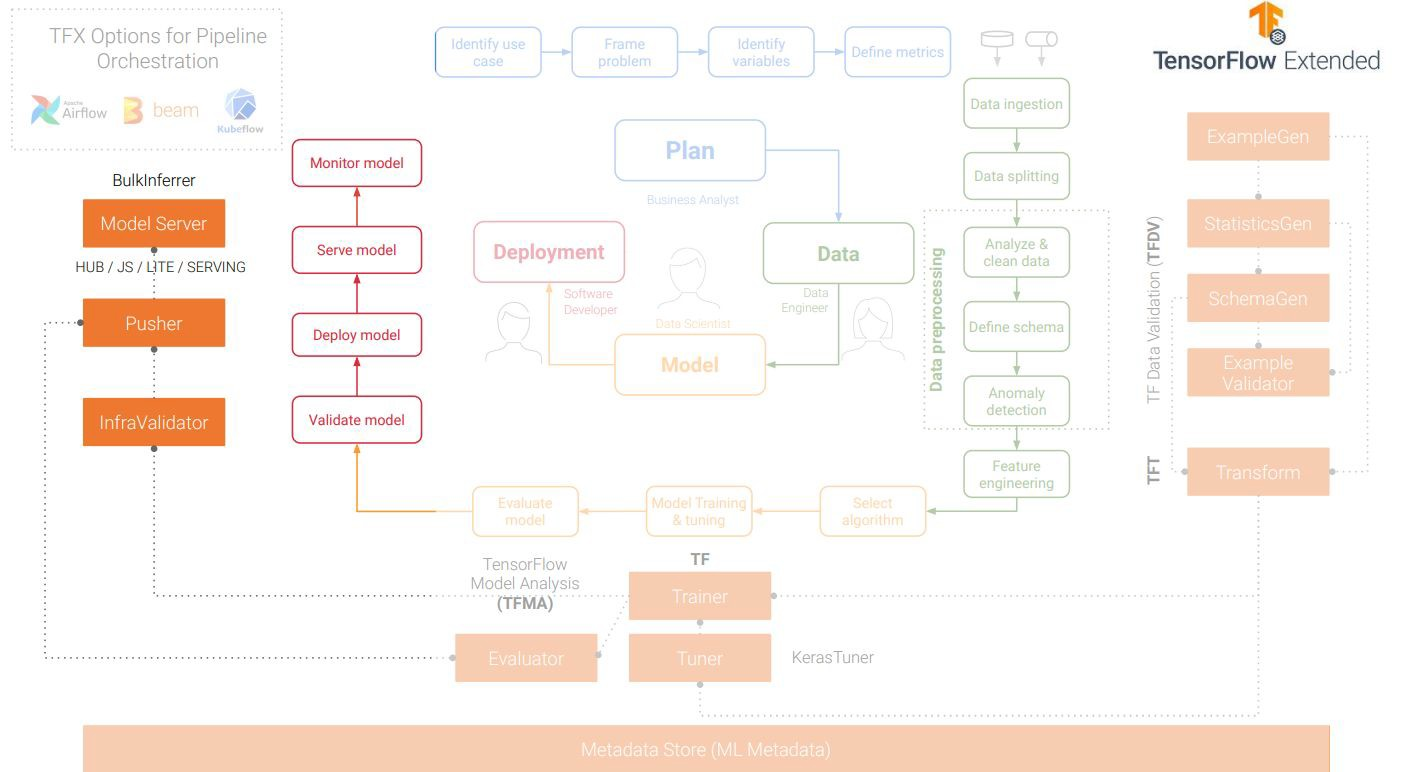 TFX Options for Pipeline
Orchestration
Apache
Airflow
beam
Kubeflow
Identify use
case
Frame
problem
Identify
variables
Define metrics
TensorFlow Extended
Data ingestion
Data splitting
Analyze &
clean data
Define schema
Anomaly
detection
Feature
engineering
Data preprocessing
Plan
Business Analyst
Deployment
Software
Developer
Data
Data
Engineer
Data Scientist
Model
Monitor model
Serve model
Deploy model
Validate model
Evaluate
model
Model Training
& tuning
Select
algorithm
BulkInferrer
Model Server
HUB / JS / LITE / SERVING
Pusher
InfraValidator
ExampleGen
StatisticsGen
SchemaGen
Example
Validator
Transform
TF Data Validation (TFDV)
TFT
TensorFlow
Model Analysis
(TFMA)
TF
Trainer
Evaluator
Tuner
KerasTuner
Metadata Store (ML Metadata)